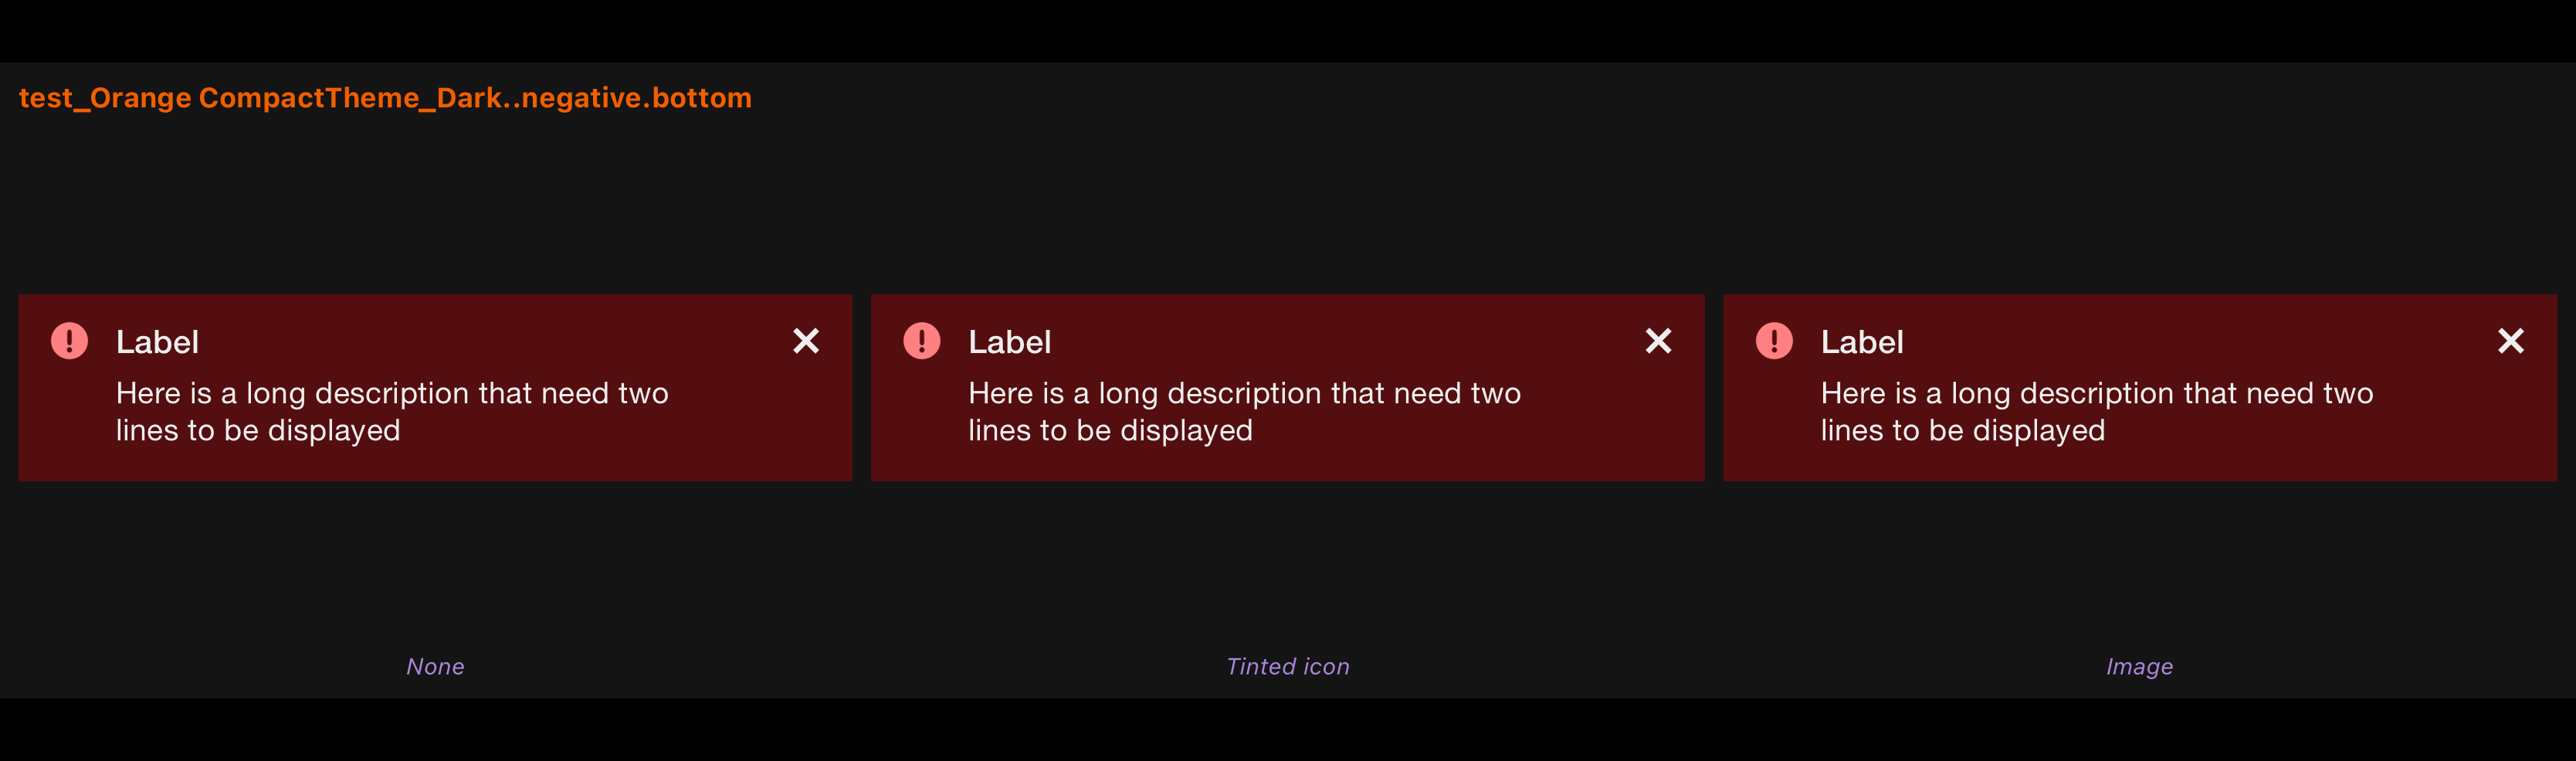 test_Orange CompactTheme_Dark..negative.bottom
Label
Here is a long description that need two
lines to be displayed
Label
Here is a long description that need two
lines to be displayed
Label
Here is a long description that need two
lines to be displayed
None
Tinted icon
Image